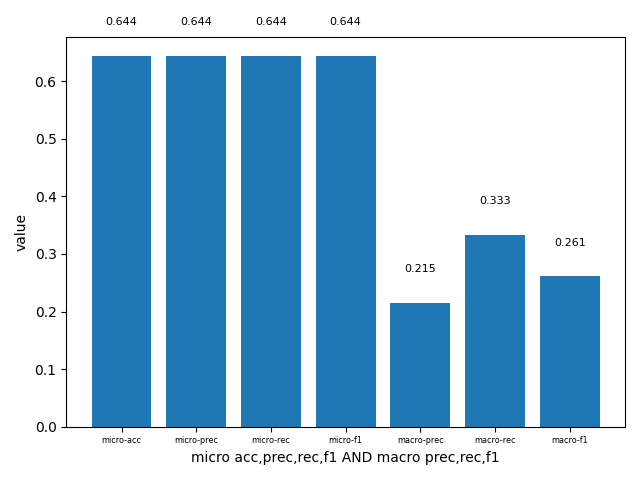 0.644 0.644 0.644 0.644
0.6
0.5
0.4
0.333
0.3
0.261
0.215
0.2
0.1
0.0
value
micro-acc micro-prec micro-rec micro-f1 macro-prec macro-rec macro-f1
micro acc,prec,rec,f1 AND macro prec,rec,f1